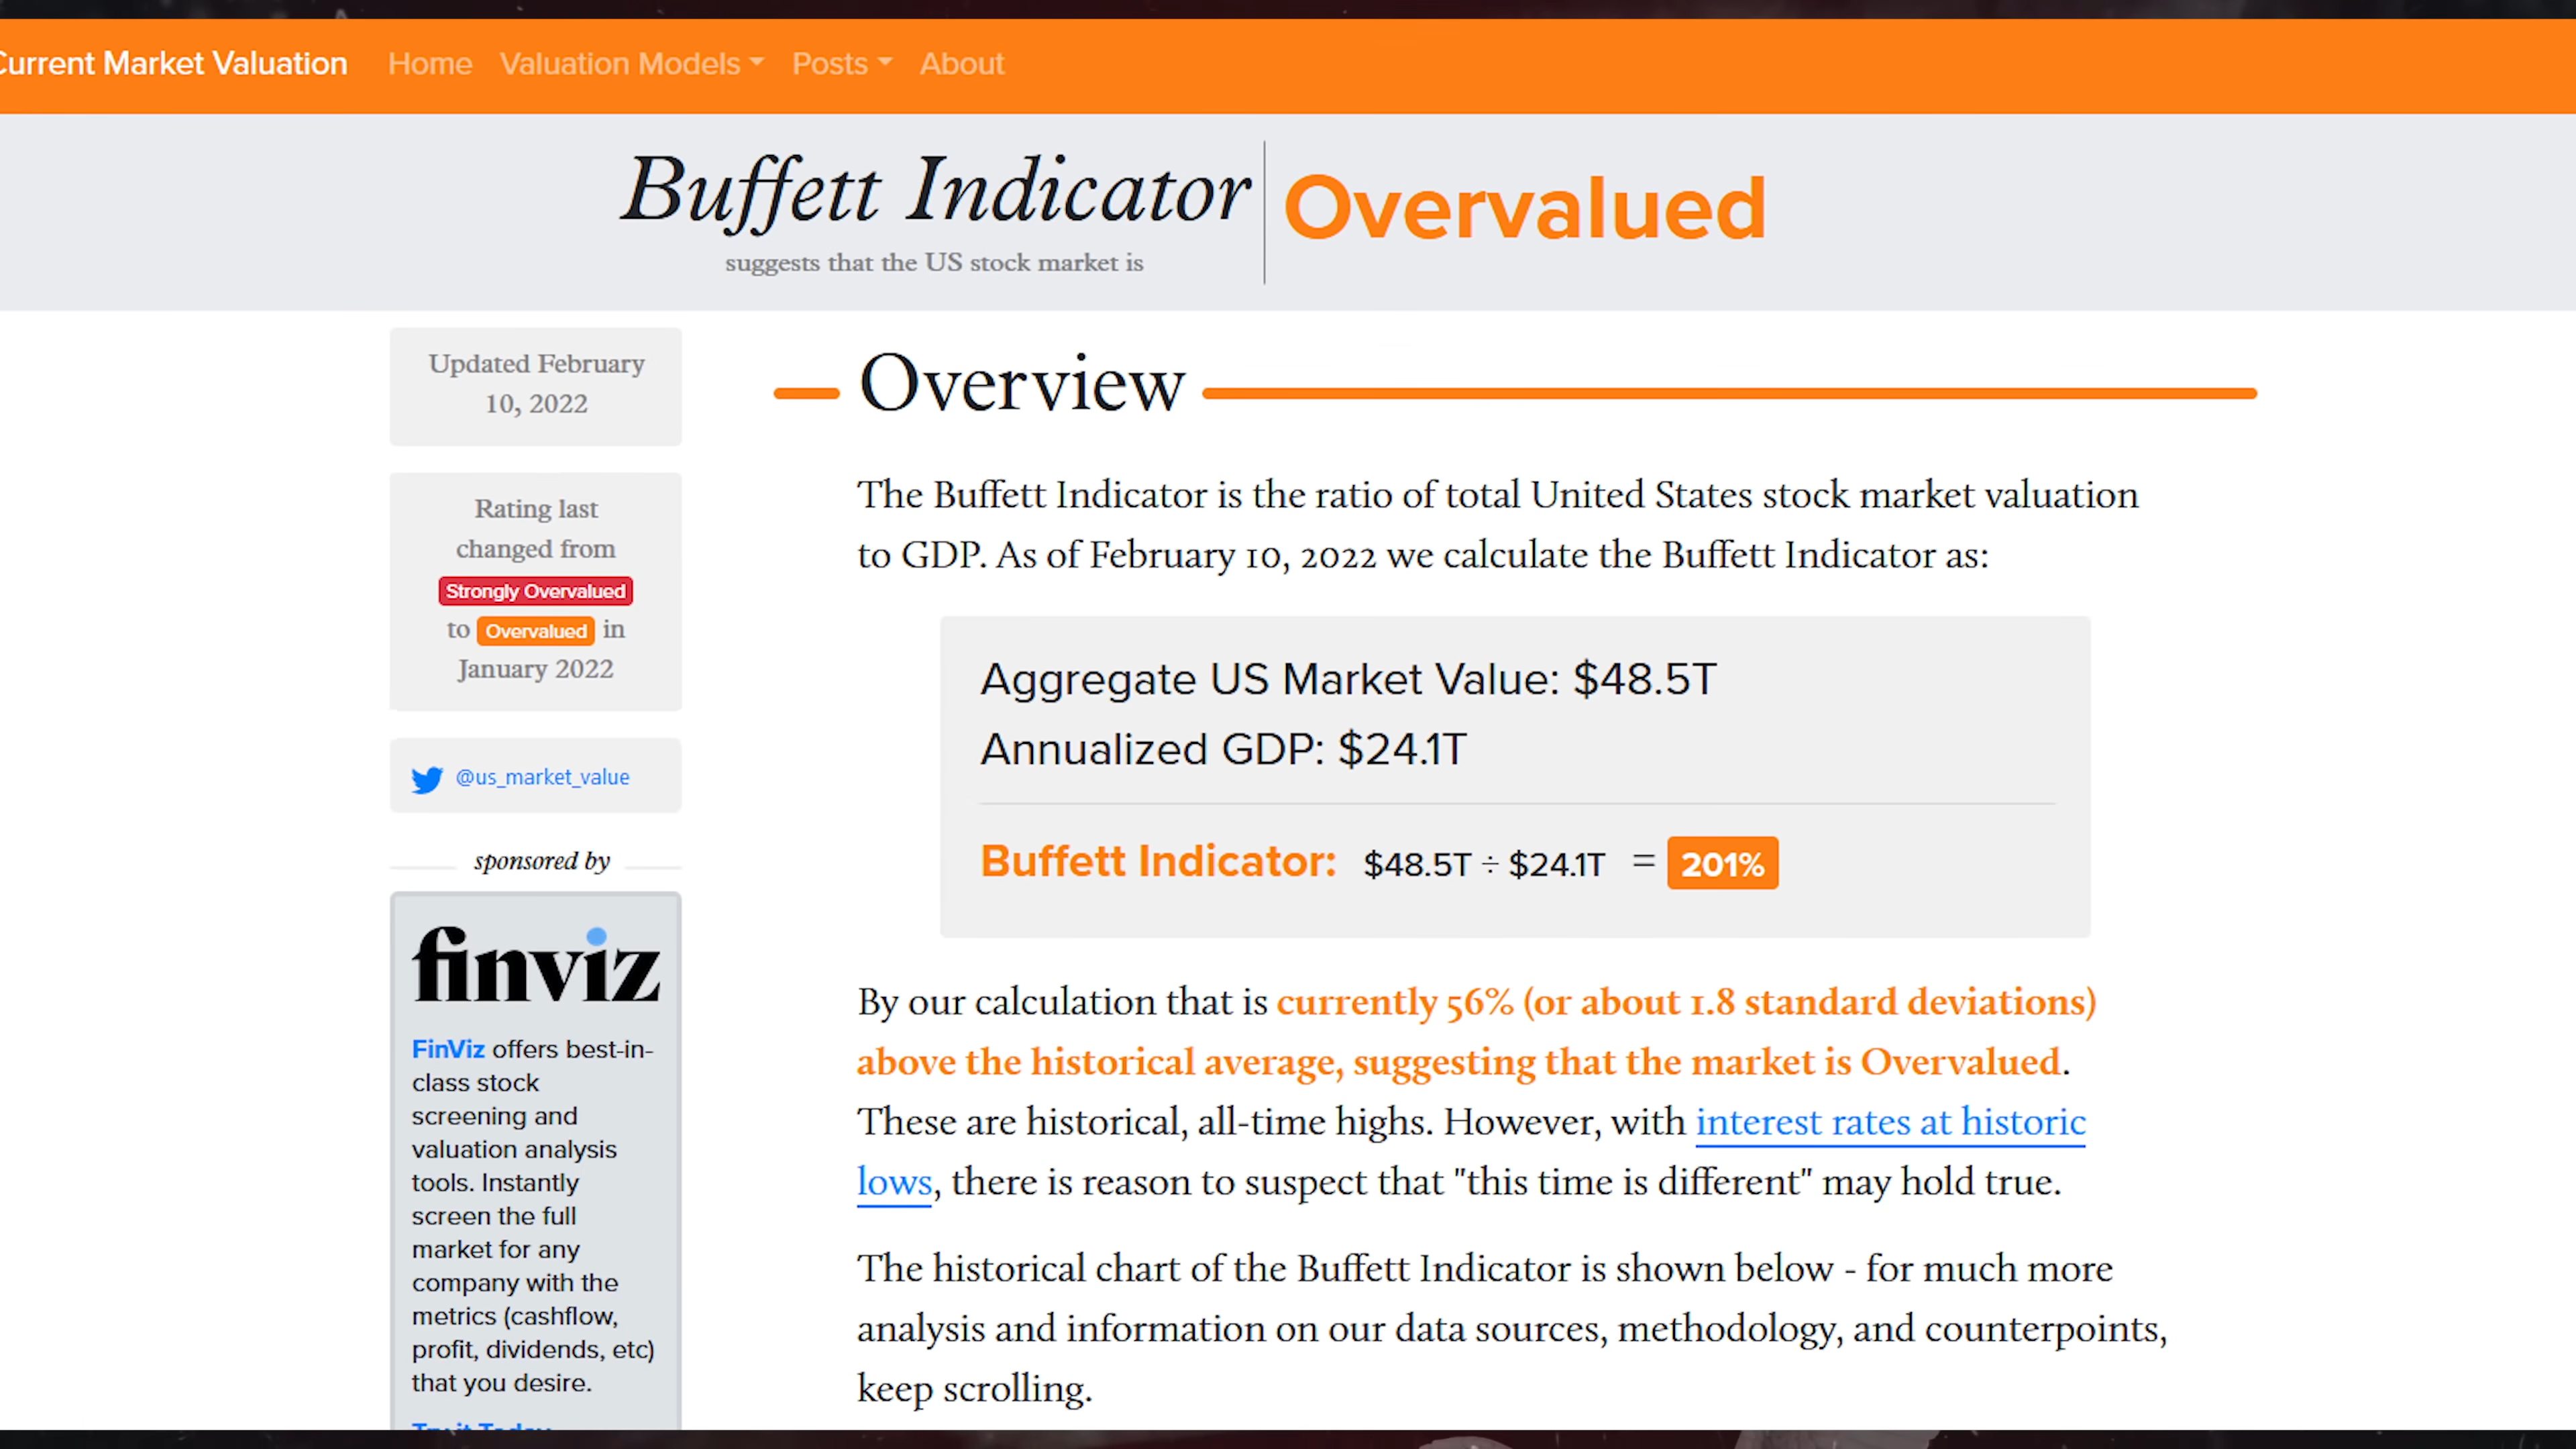 Current Market Valuation Home Valuation Models Posts About
Buffett Indicator
suggests that the US stock market is
Overvalued
Updated February
10, 2022
Rating last
changed from
Strongly Overvalued
to Overvalued in
January 2022
@us_market_value
sponsored by
finviz
FinViz offers best-in-
class stock
screening and
valuation analysis
tools. Instantly
screen the full
market for any
company with the
metrics (cashflow,
profit, dividends, etc)
that you desire.
Try it Today
Overview
The Buffett Indicator is the ratio of total United States stock market valuation
to GDP. As of February 10, 2022 we calculate the Buffett Indicator as:
Aggregate US Market Value: $48.5T
Annualized GDP: $24.1T
Buffett Indicator: $48.5T ÷ $24.1T = 201%
By our calculation that is currently 56% (or about 1.8 standard deviations)
above the historical average, suggesting that the market is Overvalued.
These are historical, all-time highs. However, with interest rates at historic
lows, there is reason to suspect that "this time is different" may hold true.
The historical chart of the Buffett Indicator is shown below - for much more
analysis and information on our data sources, methodology, and counterpoints,
keep scrolling.